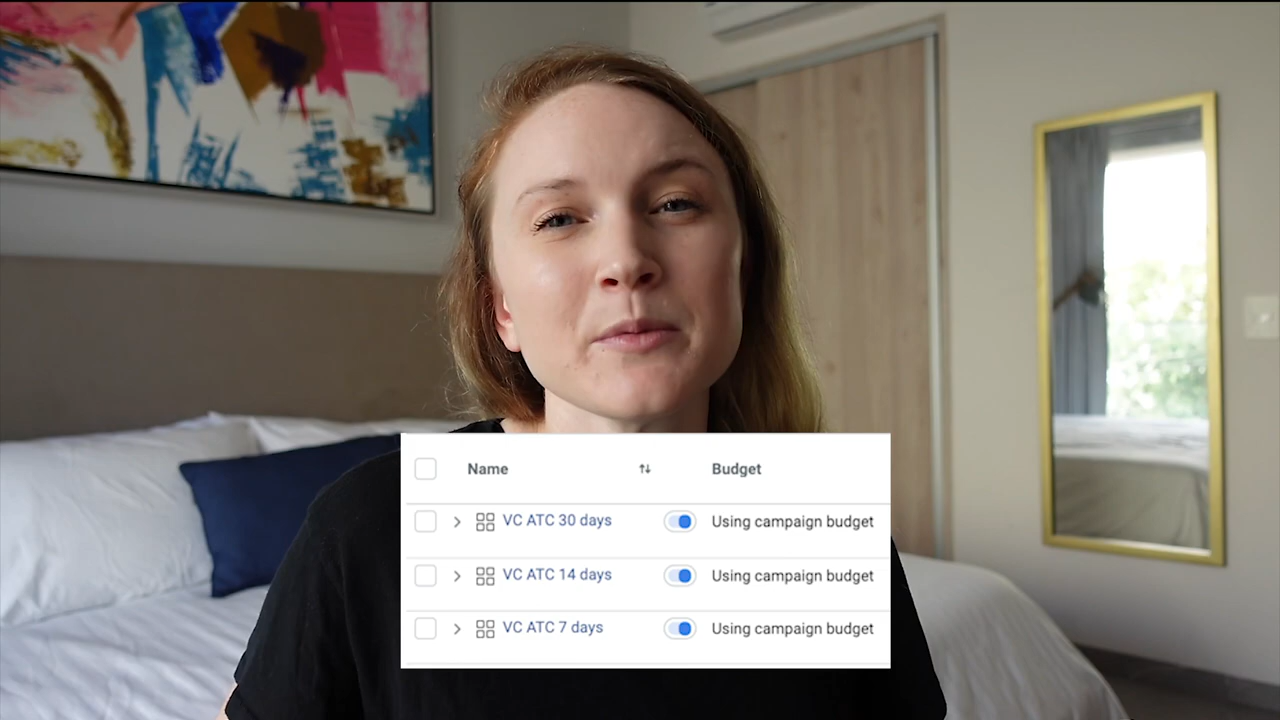 Name Budget
VC ATC 30 days Using campaign budget
VC ATC 14 days Using campaign budget
VC ATC 7 days Using campaign budget